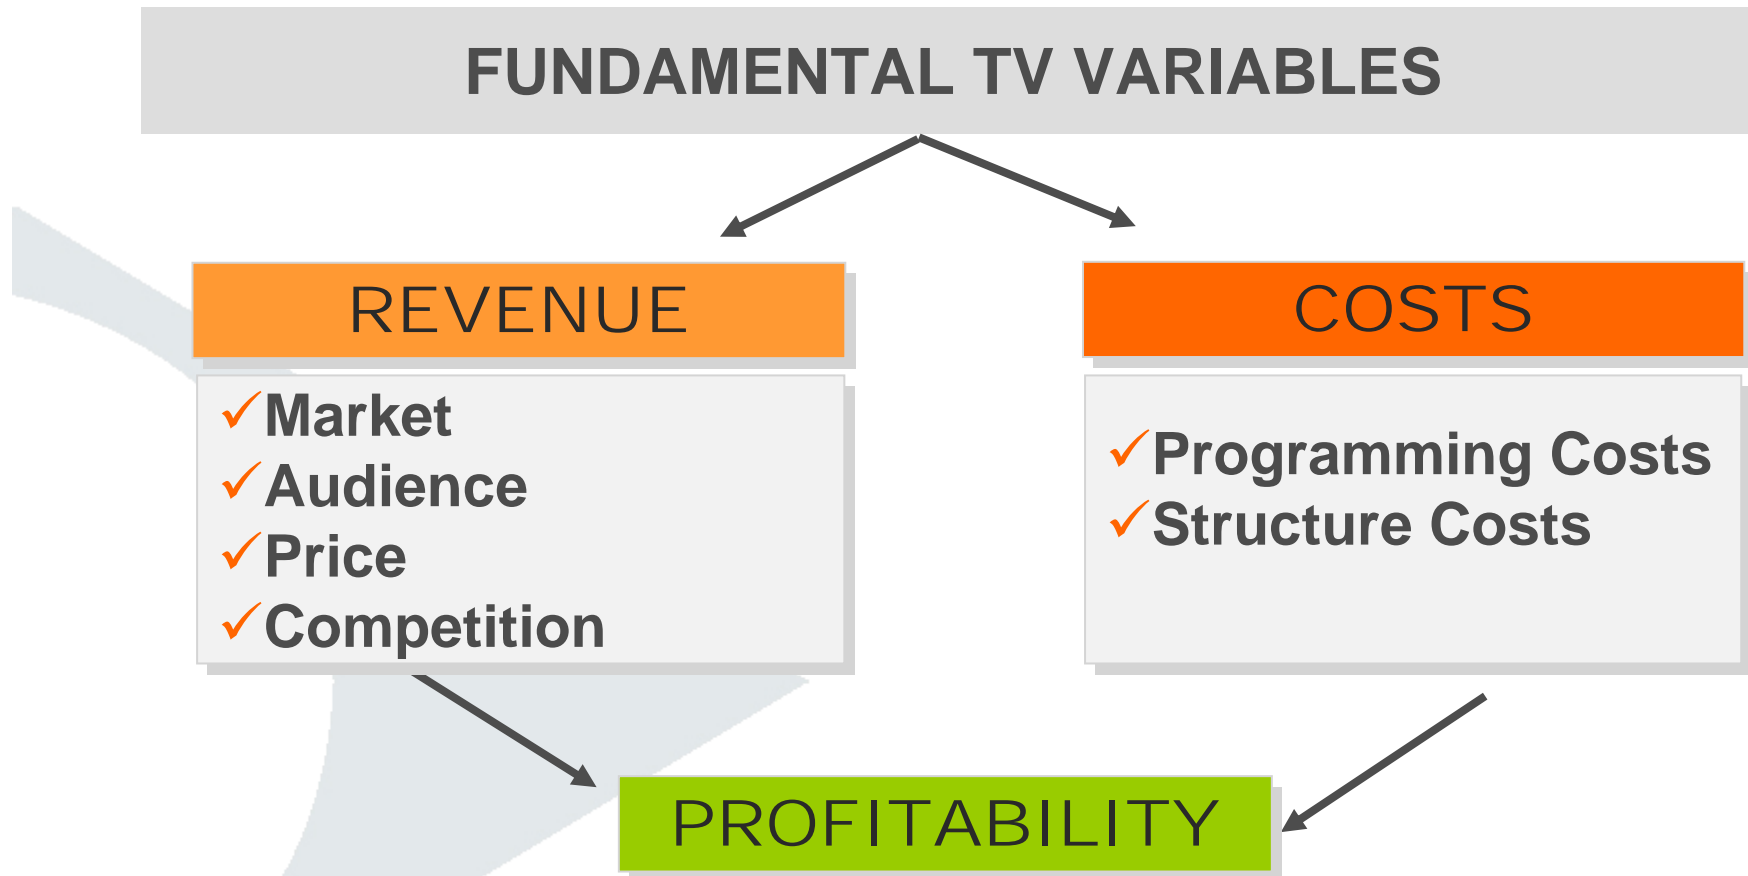 FUNDAMENTAL TV VARIABLES
REVENUE
Market
Audience
Price
Competition
COSTS
Programming Costs
Structure Costs
PROFITABILITY